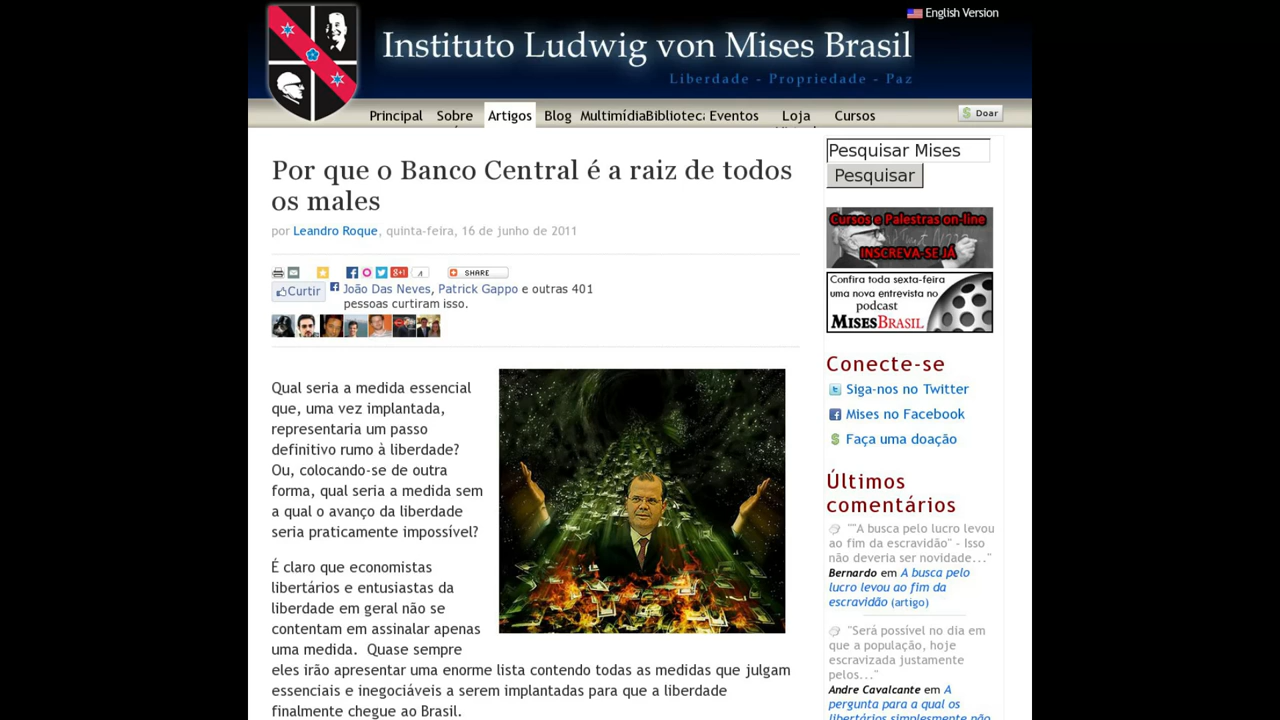 English Version
Instituto Ludwig von Mises Brasil
Liberdade - Propriedade - Paz
Principal Sobre Artigos Blog Multimídia Biblioteca Eventos Loja Cursos
Doar
Por que o Banco Central é a raiz de todos
os males
por Leandro Roque, quinta-feira, 16 de junho de 2011
SHARE
Curtir
João Das Neves, Patrick Gappo e outras 401
pessoas curtiram isso.
Qual seria a medida essencial
que, uma vez implantada,
representaria um passo
definitivo rumo à liberdade?
Ou, colocando-se de outra
forma, qual seria a medida sem
a qual o avanço da liberdade
seria praticamente impossível?
É claro que economistas
libertários e entusiastas da
liberdade em geral não se
contentam em assinalar apenas
uma medida.  Quase sempre
eles irão apresentar uma enorme lista contendo todas as medidas que julgam
essenciais e inegociáveis a serem implantadas para que a liberdade
finalmente chegue ao Brasil.
Pesquisar Mises
Pesquisar
Cursos e Palestras on-line
INSCREVA-SE JÁ
Confira toda sexta-feira
uma nova entrevista no
podcast
MISESBRASIL
Conecte-se
Siga-nos no Twitter
Mises no Facebook
Faça uma doação
Últimos
comentários
""A busca pelo lucro levou
ao fim da escravidão" - Isso
não deveria ser novidade..."
Bernardo em A busca pelo
lucro levou ao fim da
escravidão (artigo)
"Será possível no dia em
que a população, hoje
escravizada justamente
pelos..."
Andre Cavalcante em A
pergunta para a qual os
libertários simplesmente não